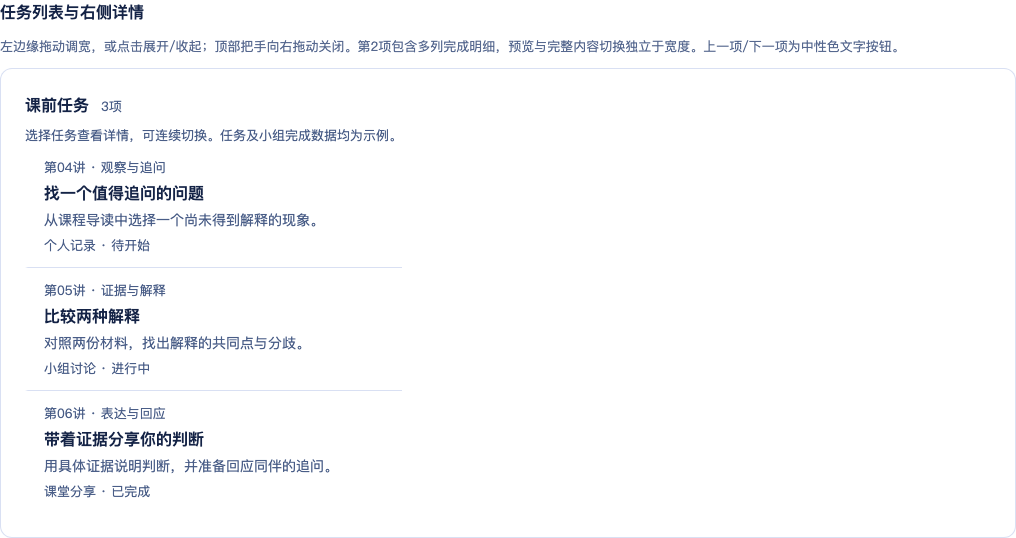 任务列表与右侧详情
左边缘拖动调宽，或点击展开/收起；顶部把手向右拖动关闭。第2项包含多列完成明细，预览与完整内容切换独立于宽度。上一项/下一项为中性色文字按钮。
课前任务 3项
选择任务查看详情，可连续切换。任务及小组完成数据均为示例。
第04讲 · 观察与追问
找一个值得追问的问题
从课程导读中选择一个尚未得到解释的现象。
个人记录 · 待开始
第05讲 · 证据与解释
比较两种解释
对照两份材料，找出解释的共同点与分歧。
小组讨论 · 进行中
第06讲 · 表达与回应
带着证据分享你的判断
用具体证据说明判断，并准备回应同伴的追问。
课堂分享 · 已完成